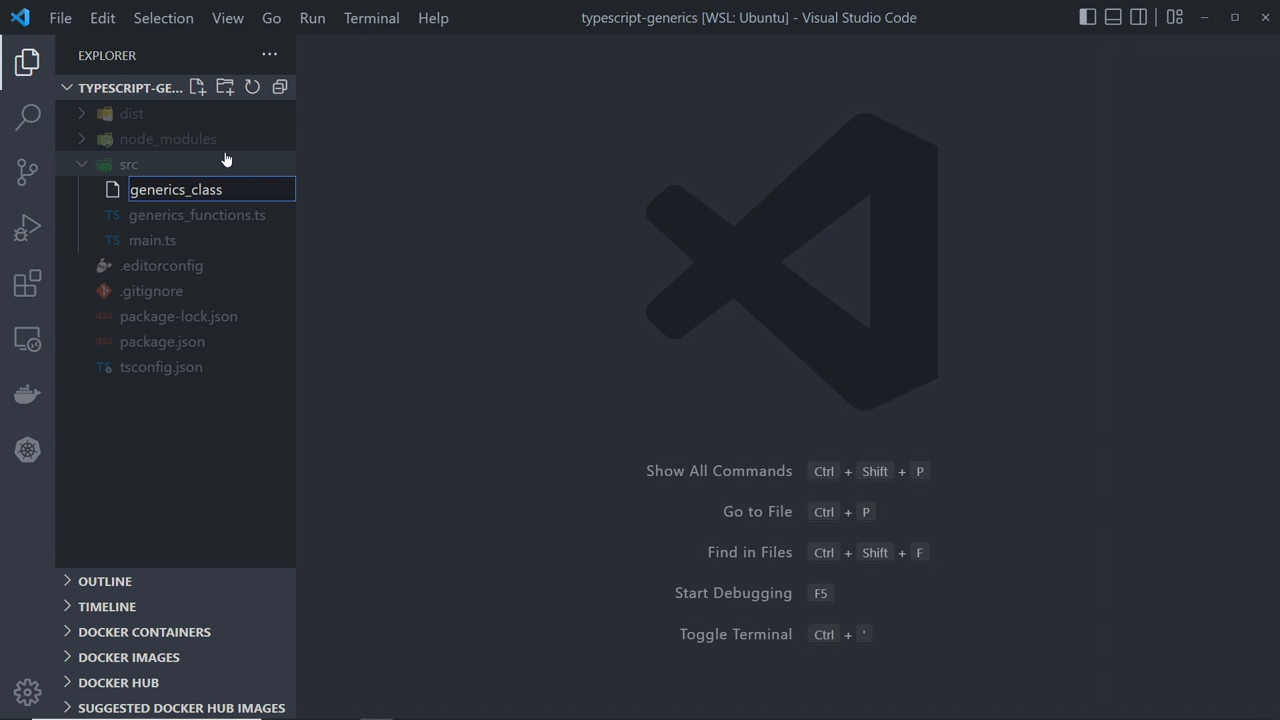 File Edit Selection View Go Run Terminal Help typescript-generics [WSL: Ubuntu] - Visual Studio Code
EXPLORER
TYPESCRIPT-GE...
dist
node_modules
src
generics_class
TS generics_functions.ts
TS main.ts
.editorconfig
.gitignore
package-lock.json
package.json
TS tsconfig.json
Show All Commands Ctrl + Shift + P
Go to File Ctrl + P
Find in Files Ctrl + Shift + F
Start Debugging F5
Toggle Terminal Ctrl + '
OUTLINE
TIMELINE
DOCKER CONTAINERS
DOCKER IMAGES
DOCKER HUB
SUGGESTED DOCKER HUB IMAGES